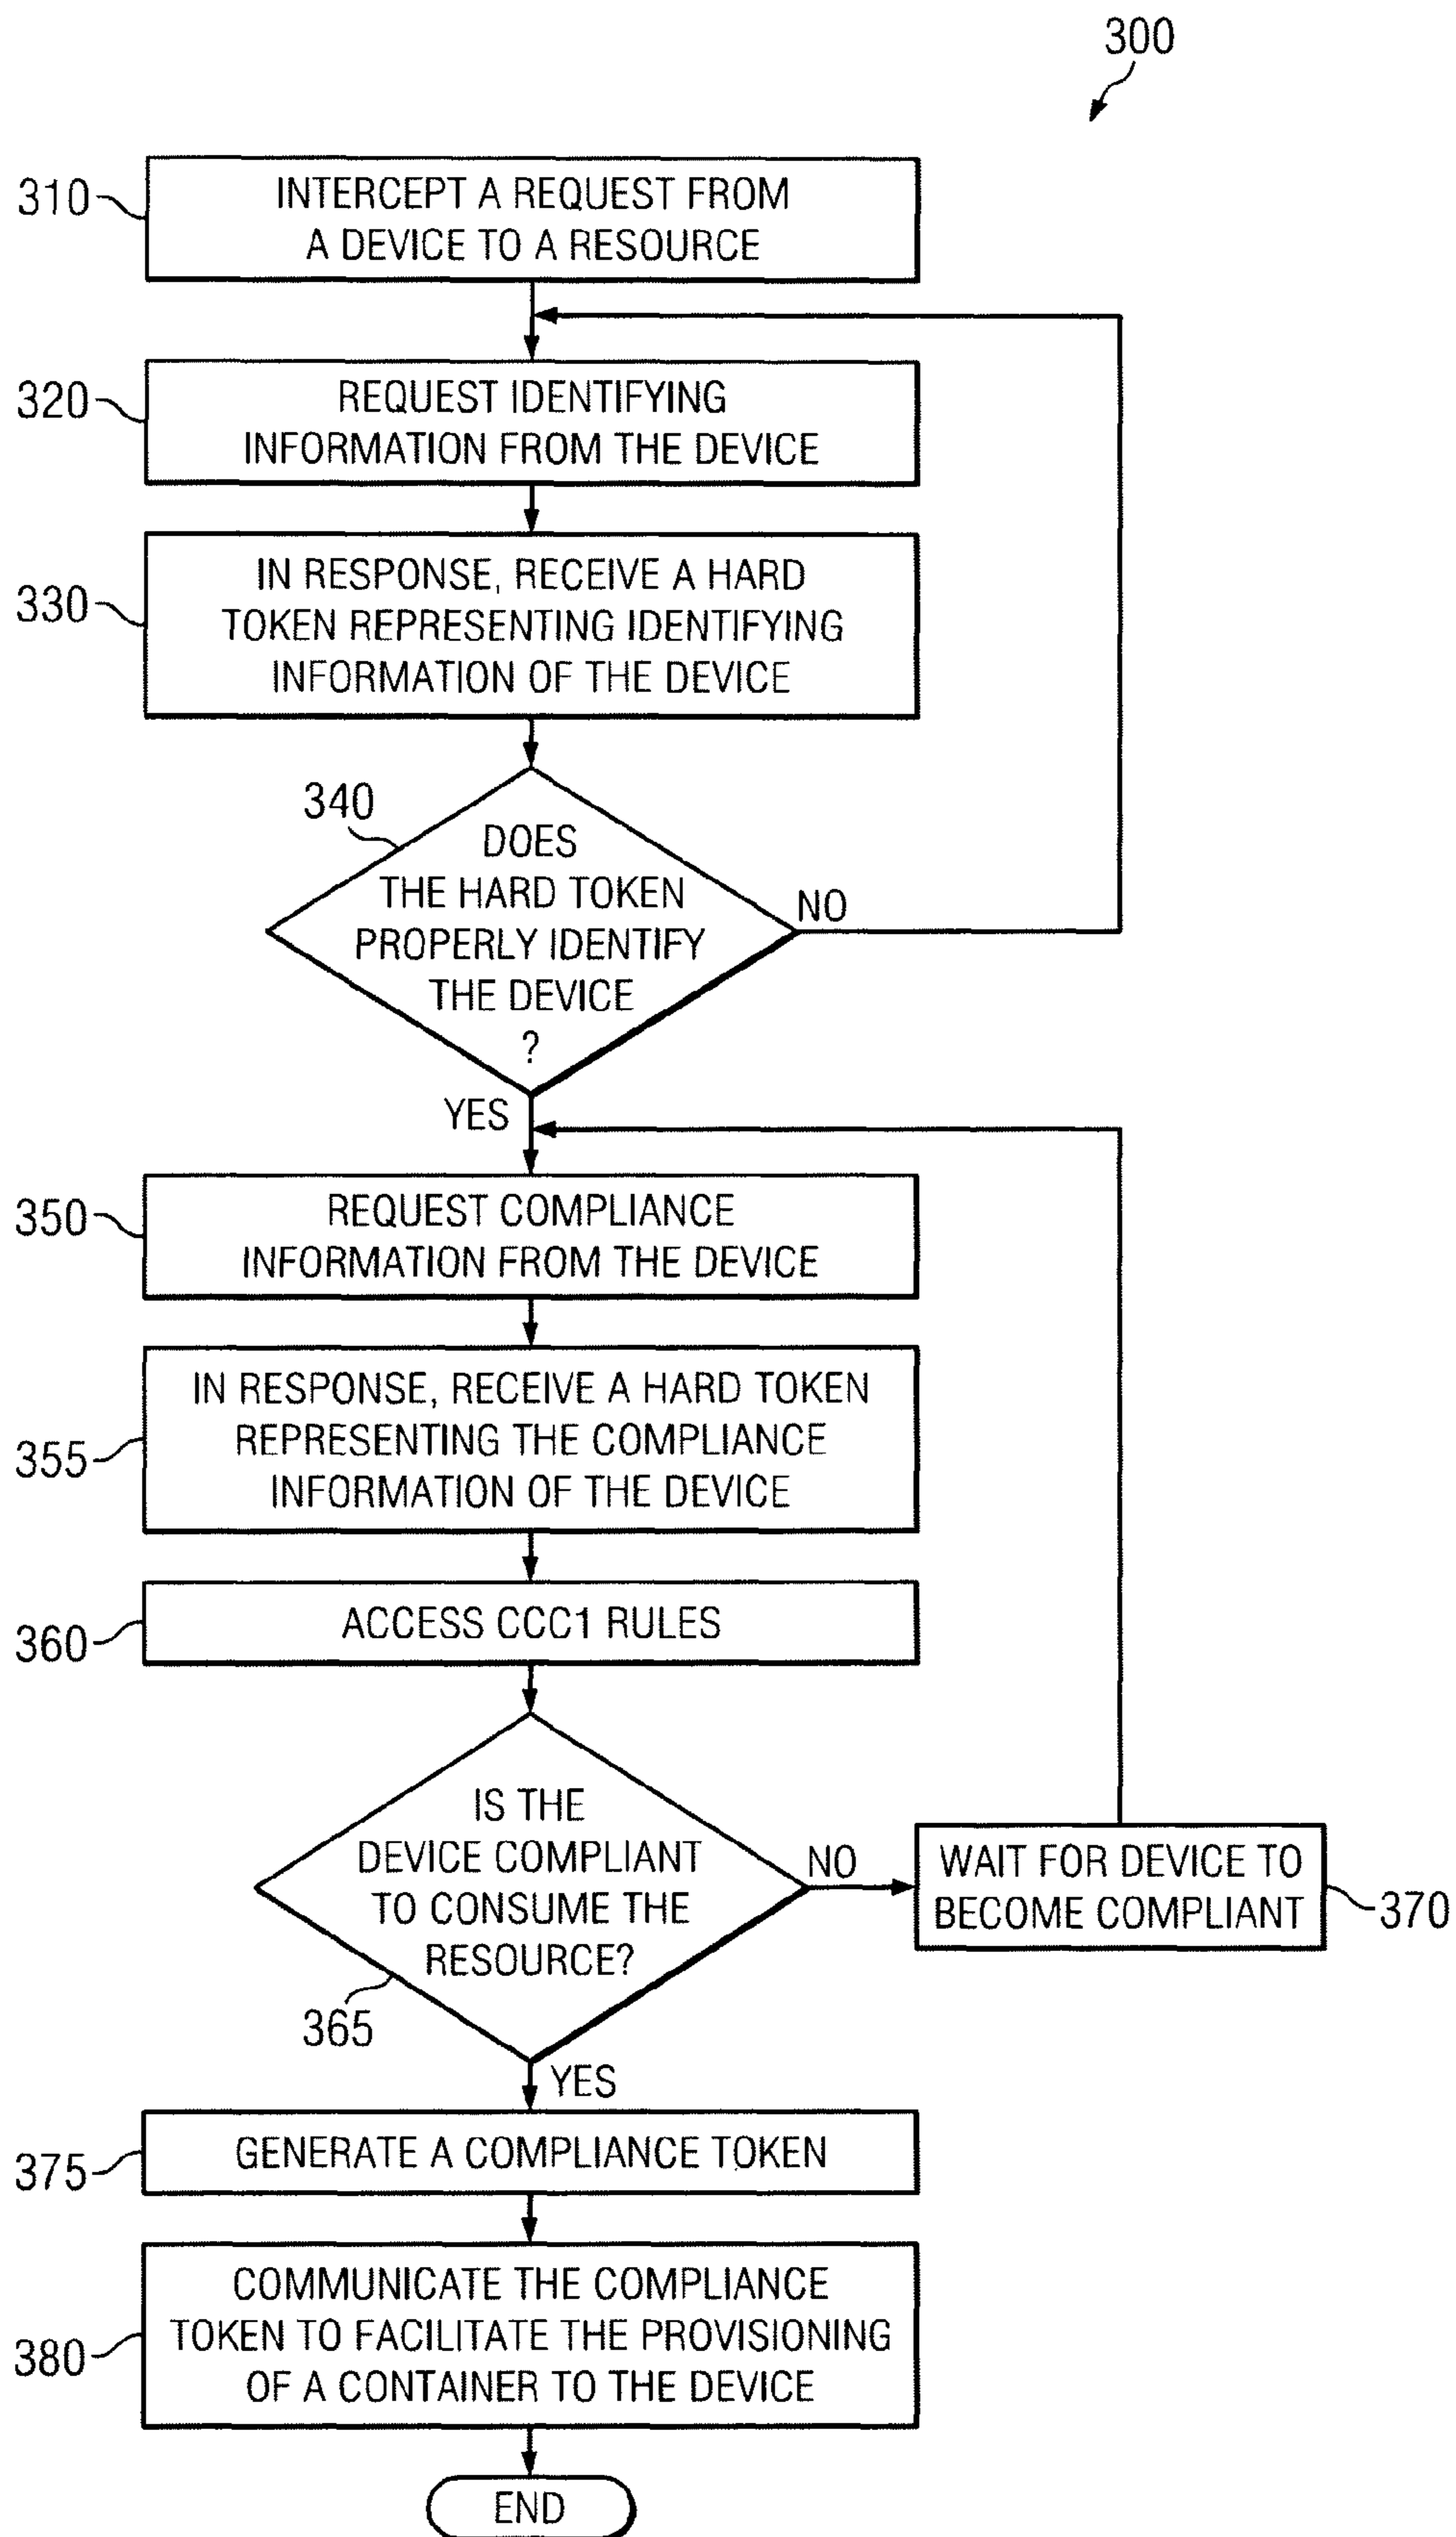 300
310
INTERCEPT A REQUEST FROM
A DEVICE TO A RESOURCE
320
REQUEST IDENTIFYING
INFORMATION FROM THE DEVICE
330
IN RESPONSE, RECEIVE A HARD
TOKEN REPRESENTING IDENTIFYING
INFORMATION OF THE DEVICE
340
DOES
THE HARD TOKEN
PROPERLY IDENTIFY
THE DEVICE
?
NO
YES
350
REQUEST COMPLIANCE
INFORMATION FROM THE DEVICE
355
IN RESPONSE, RECEIVE A HARD TOKEN
REPRESENTING THE COMPLIANCE
INFORMATION OF THE DEVICE
360
ACCESS CCC1 RULES
IS THE
DEVICE COMPLIANT
TO CONSUME THE
RESOURCE?
365
NO
WAIT FOR DEVICE TO
BECOME COMPLIANT
370
YES
375
GENERATE A COMPLIANCE TOKEN
380
COMMUNICATE THE COMPLIANCE
TOKEN TO FACILITATE THE PROVISIONING
OF A CONTAINER TO THE DEVICE
END